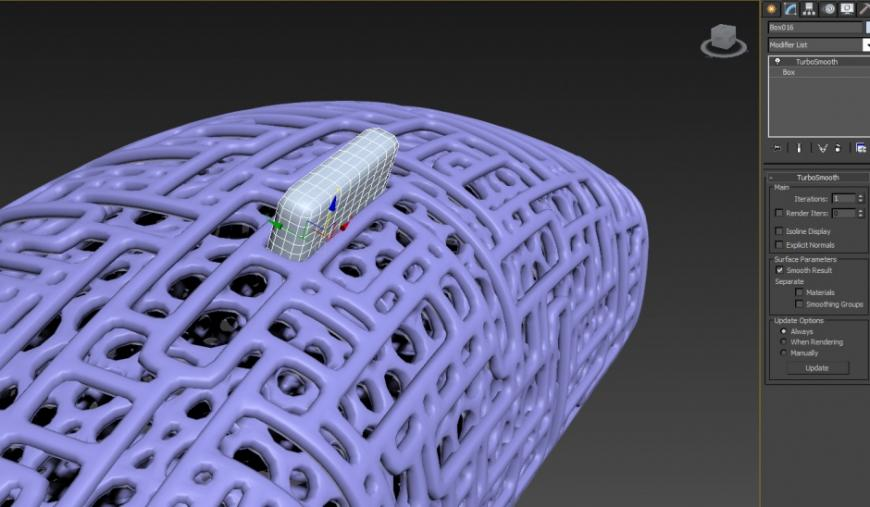 Box016
Modifier List
TurboSmooth
Box
- TurboSmooth
Main
Iterations: 1
Render Iters: 0
Isoline Display
Explicit Normals
Surface Parameters
Smooth Result
Separate
Materials
Smoothing Groups
Update Options
Always
When Rendering
Manually
Update